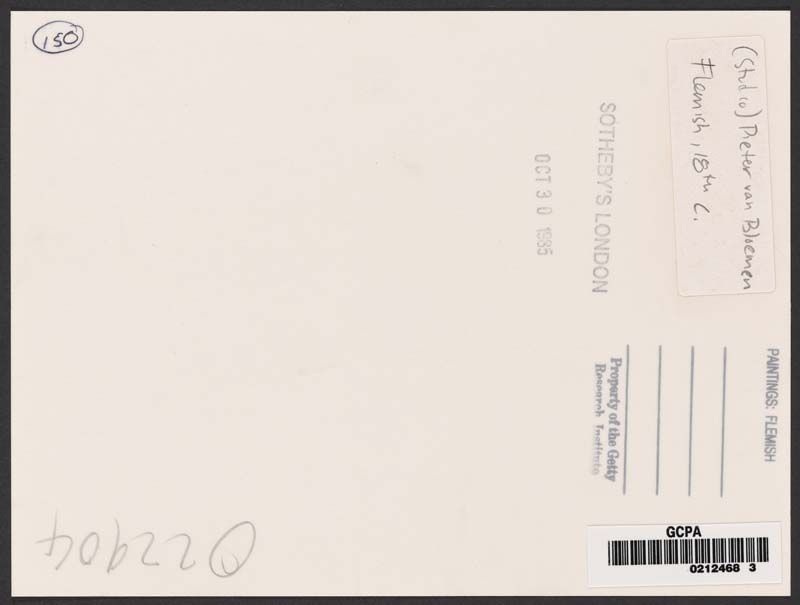 150
(Studio) Pieter van Bloemen
Flemish, 18th C.
SOTHEBY'S LONDON
OCT 30 1985
PAINTINGS: FLEMISH
Property of the Getty
Research Institute
GCPA
0212468 3
022904